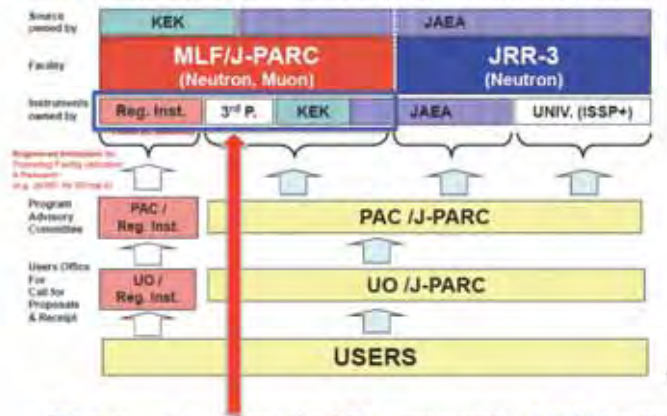 Source
owned by
KEK
JAEA
Facility
MLF/J-PARC
(Neutron, Muon)
JRR-3
(Neutron)
Instruments
owned by
Reg. Inst.
3rd P.
KEK
JAEA
UNIV. (ISSP+)
Program
Advisory
Committee
PAC /
Reg. Inst.
PAC /J-PARC
Users Office
For
Call for
Proposals
& Receipt
UO /
Reg. Inst.
UO /J-PARC
USERS